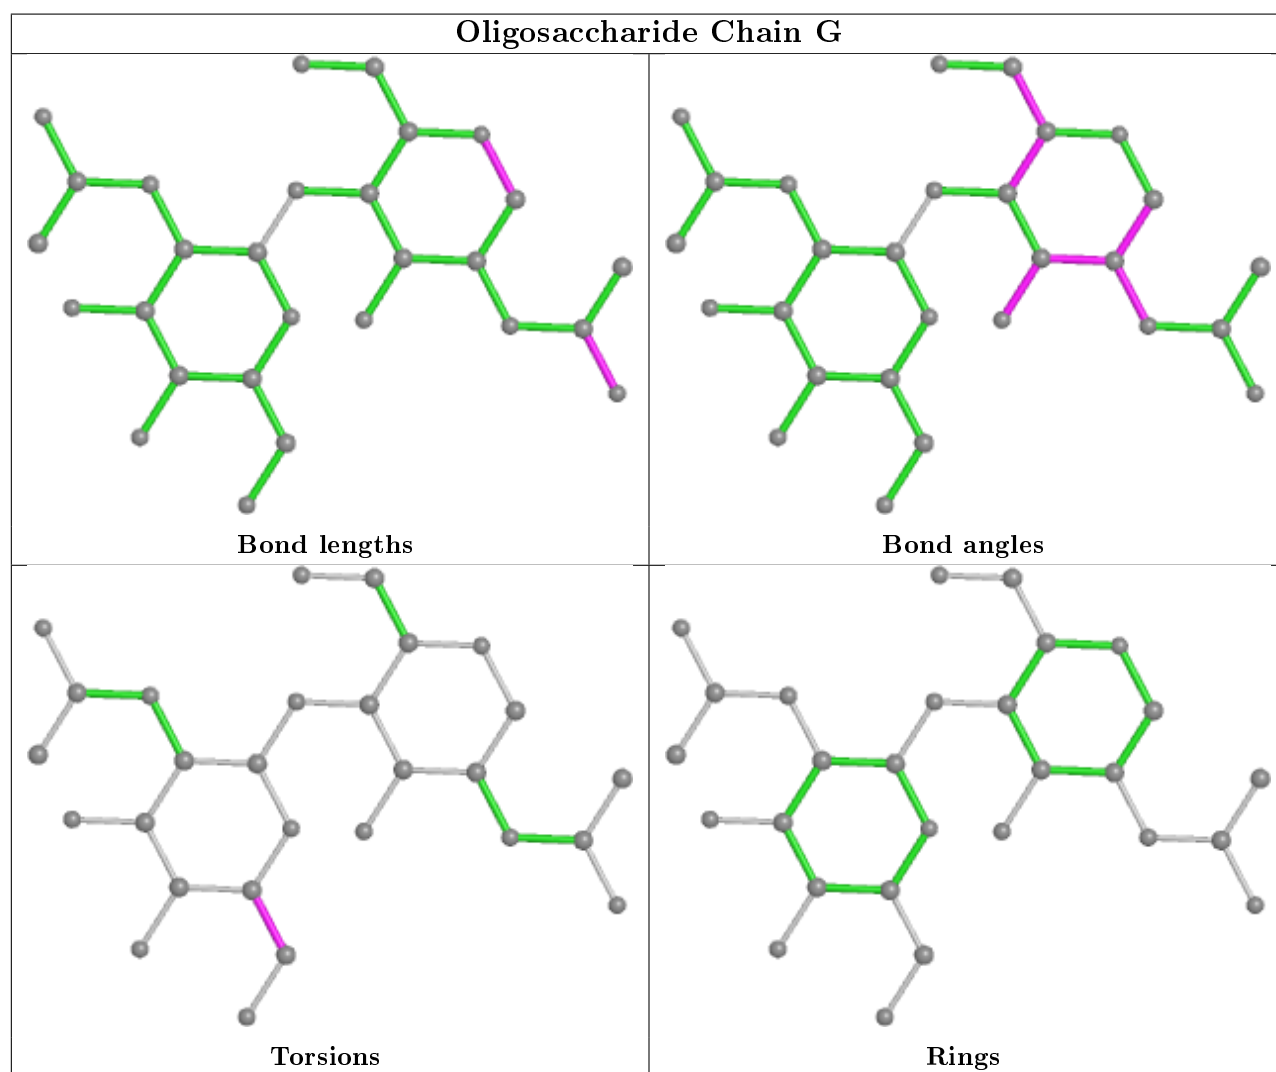 Oligosaccharide Chain G
Bond lengths
Bond angles
Torsions
Rings